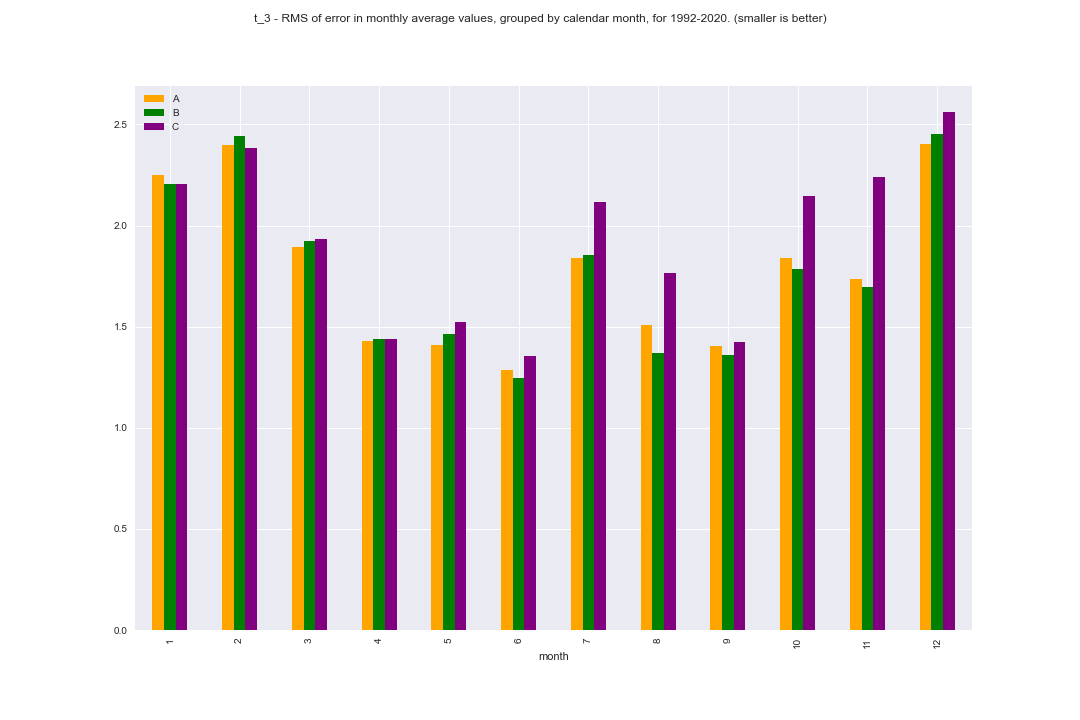 t_3 - RMS of error in monthly average values, grouped by calendar month, for 1992-2020. (smaller is better)
A
B
C
2.5
2.0
1.5
1.0
0.5
0.0
1 2 3 4 5 6 7 8 9 10 11 12
month